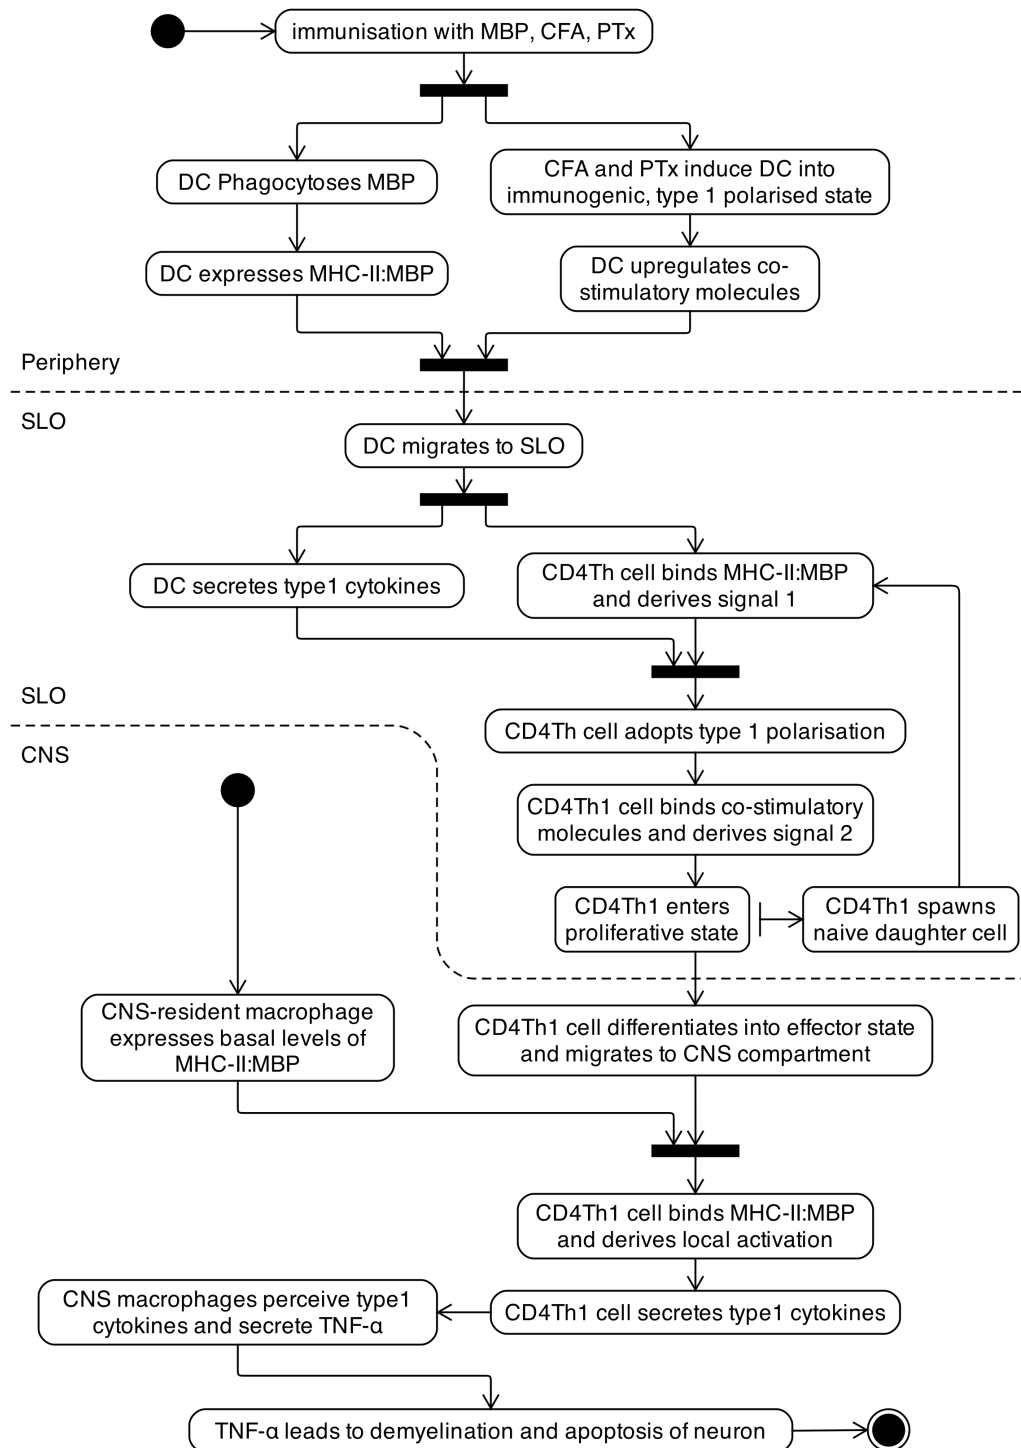 immunisation with MBP, CFA, PTx
DC Phagocytoses MBP
CFA and PTx induce DC into
immunogenic, type 1 polarised state
DC expresses MHC-II:MBP
DC upregulates co-
stimulatory molecules
Periphery
SLO
DC migrates to SLO
DC secretes type1 cytokines
CD4Th cell binds MHC-II:MBP
and derives signal 1
SLO
CNS
CD4Th cell adopts type 1 polarisation
CD4Th1 cell binds co-stimulatory
molecules and derives signal 2
CD4Th1 enters
proliferative state
CD4Th1 spawns
naive daughter cell
CNS-resident macrophage
expresses basal levels of
MHC-II:MBP
CD4Th1 cell differentiates into effector state
and migrates to CNS compartment
CD4Th1 cell binds MHC-II:MBP
and derives local activation
CNS macrophages perceive type1
cytokines and secrete TNF-α
CD4Th1 cell secretes type1 cytokines
TNF-α leads to demyelination and apoptosis of neuron